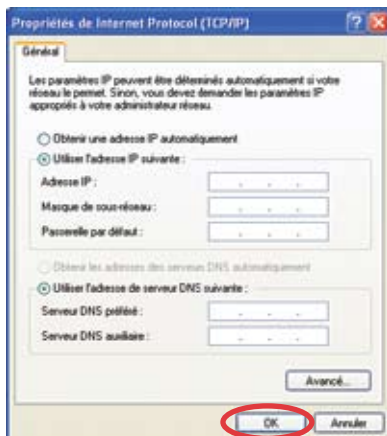 Propriétés de Internet Protocol (TCP/IP)
Général
Les paramètres IP peuvent être déterminés automatiquement si votre
réseau le permet. Sinon, vous devez demander les paramètres IP
appropriés à votre administrateur réseau.
Obtenir une adresse IP automatiquement
Utiliser l'adresse IP suivante :
Adresse IP :
Masque de sous-réseau :
Passerelle par défaut :
Obtenir les adresses des serveurs DNS automatiquement
Utiliser l'adresse de serveur DNS suivante :
Serveur DNS préféré :
Serveur DNS auxiliaire :
Avancé...
OK Annuler